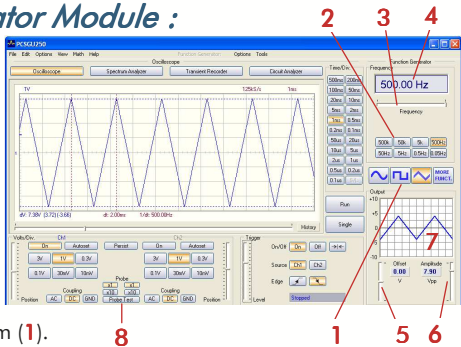 ator Module :
2 3 4
PCSGU250
File Edit Options View Math Help Function Generator Options Tools
Oscilloscope
Oscilloscope Spectrum Analyzer Transient Recorder Circuit Analyzer
1V 125kS/s 1ms
dV: 7.38V (3.72)(-3.66) dt: 2.00ms 1/dt: 500.00Hz
History
Time/Div.
500ms 200ms
100ms 50ms
20ms 10ms
5ms 2ms
1ms 0.5ms
0.2ms 0.1ms
50us 20us
10us 5us
2us 1us
0.5us 0.2us
0.1us
Run
Single
Function Generator
Frequency
500.00 Hz
Frequency
500k 50k 5k 500Hz
50Hz 5Hz 0.5Hz 0.05Hz
MORE
FUNCT.
Output
+10
+5
0
-5
-10
7
Offset Amplitude
0.00 7.90
V Vpp
Volts/Div. Ch1 Ch2
On Autoset Persist On Autoset
3V 1V 0.3V 3V 1V 0.3V
0.1V 30mV 10mV 0.1V 30mV 10mV
Probe
x1 x1
x10 x10
Coupling Coupling
Position AC DC GND Probe Test AC DC GND Position
Trigger
On/Off On Off
Source Ch1 Ch2
Edge
Level Stopped
8 1 5 6
m (1).